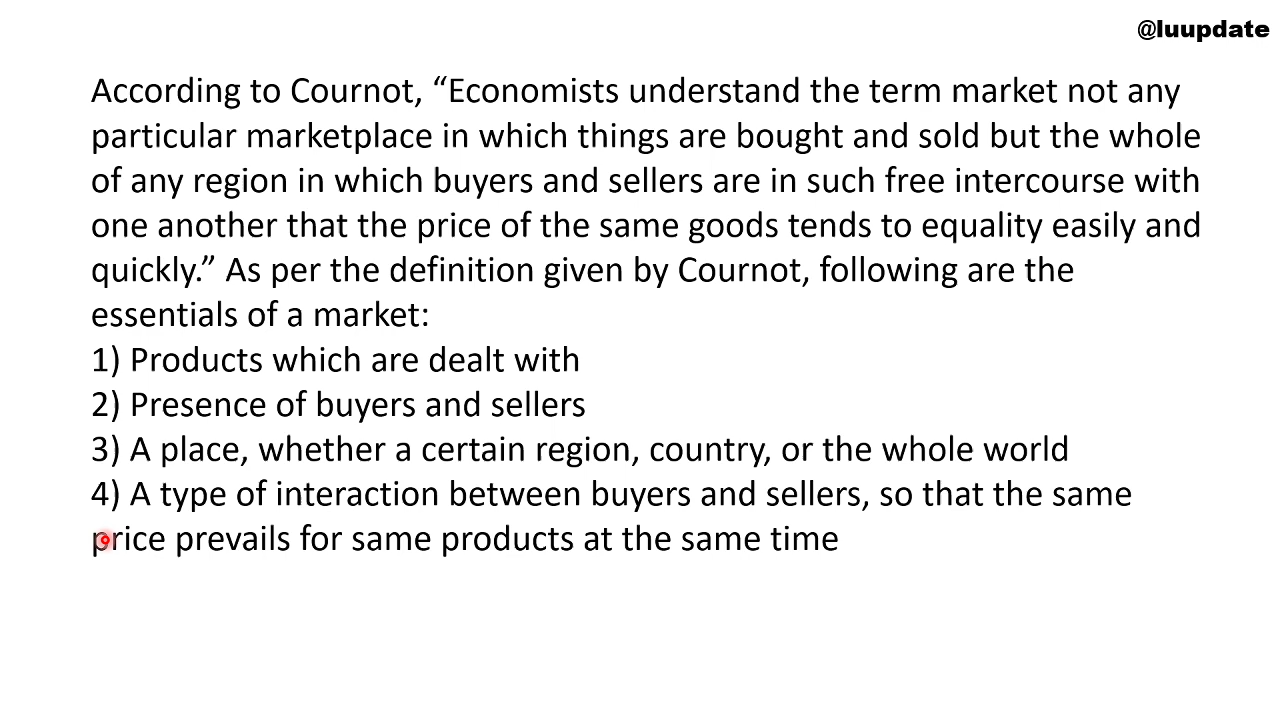 @luupdate
According to Cournot, “Economists understand the term market not any
particular marketplace in which things are bought and sold but the whole
of any region in which buyers and sellers are in such free intercourse with
one another that the price of the same goods tends to equality easily and
quickly.” As per the definition given by Cournot, following are the
essentials of a market:
1) Products which are dealt with
2) Presence of buyers and sellers
3) A place, whether a certain region, country, or the whole world
4) A type of interaction between buyers and sellers, so that the same
price prevails for same products at the same time